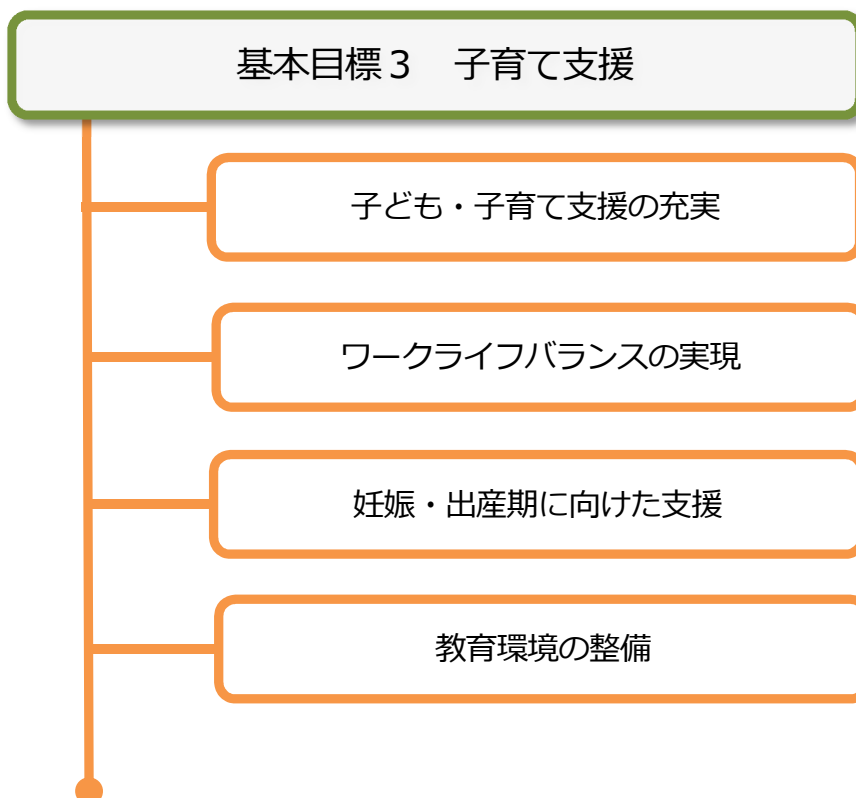 基本目標３　子育て支援
子ども・子育て支援の充実
ワークライフバランスの実現
妊娠・出産期に向けた支援
教育環境の整備